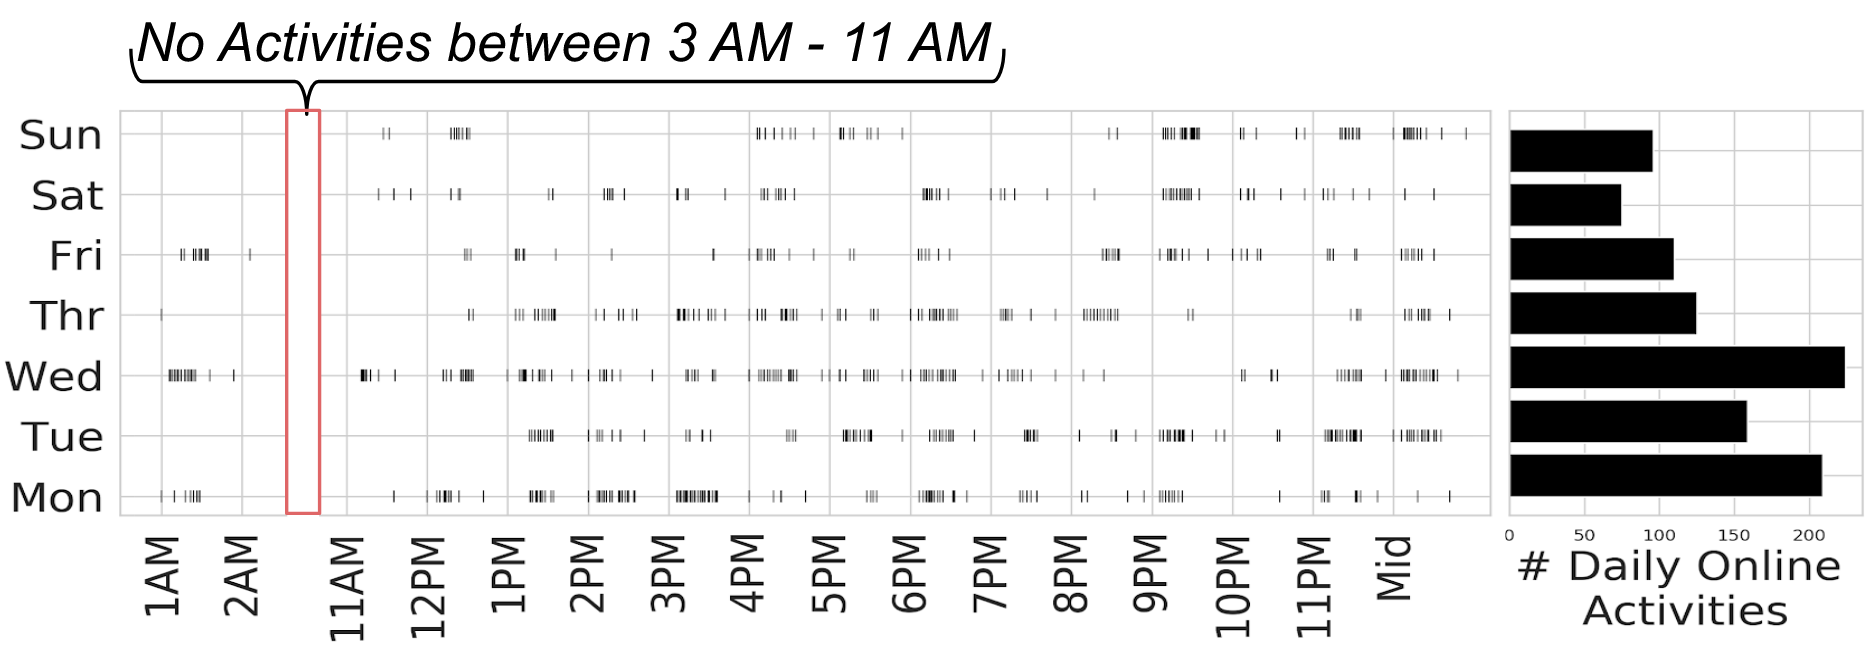 No Activities between 3 AM - 11 AM
Sun
Sat
Fri
Thr
Wed
Tue
Mon
1AM 2AM 11AM 12PM 1PM 2PM 3PM 4PM 5PM 6PM 7PM 8PM 9PM 10PM 11PM Mid
0 50 100 150 200
# Daily Online
Activities